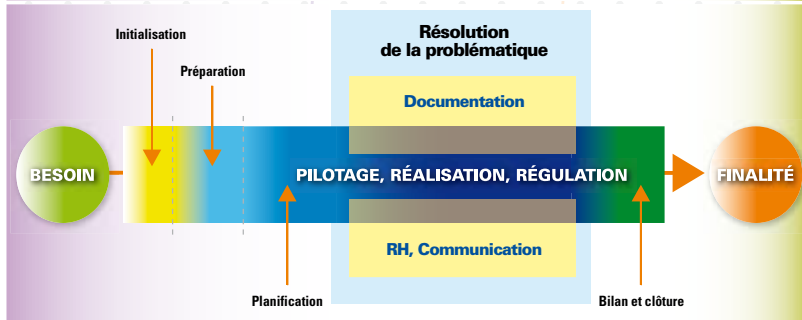 Initialisation
Préparation
Résolution
de la problématique
Documentation
BESOIN
PILOTAGE, RÉALISATION, RÉGULATION
FINALITÉ
RH, Communication
Planification
Bilan et clôture